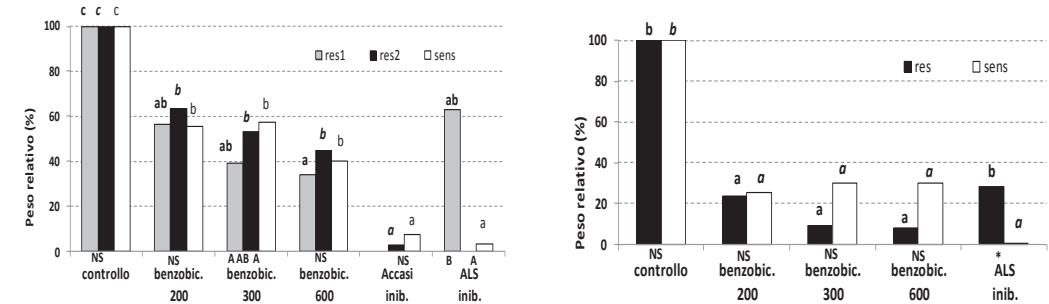 c c c
100
80
60
40
20
0
Peso relativo (%)
res1 res2 sens
ab b b
ab b b
a b b
a a
ab a
NS NS A AB A NS NS B A
controllo benzobic. benzobic. benzobic. Accasi ALS
200 300 600 inib. inib.
b b
100
80
60
40
20
0
Peso relativo (%)
res sens
a a
a a
a a
b a
NS NS NS NS *
controllo benzobic. benzobic. benzobic. ALS
200 300 600 inib.